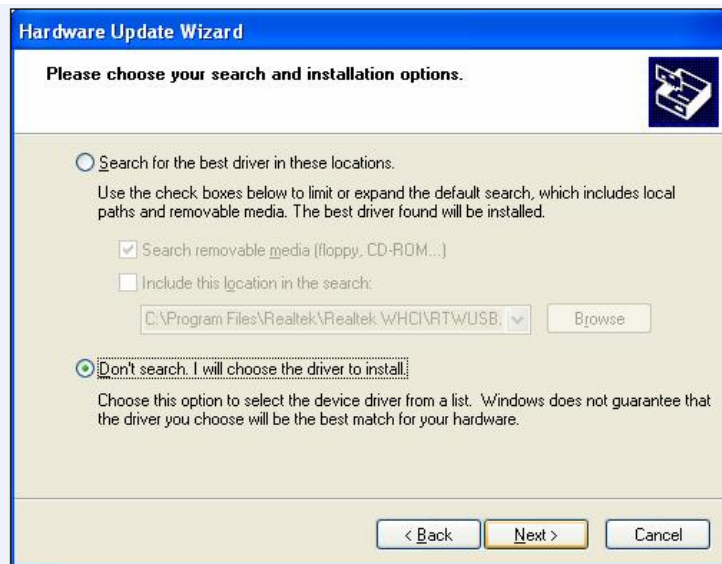 Hardware Update Wizard
Please choose your search and installation options.
Search for the best driver in these locations.
Use the check boxes below to limit or expand the default search, which includes local
paths and removable media. The best driver found will be installed.
Search removable media (floppy, CD-ROM...)
Include this location in the search:
C:\Program Files\Realtek\Realtek WHCI\RTWUSB,
Browse
Don't search. I will choose the driver to install.
Choose this option to select the device driver from a list.  Windows does not guarantee that
the driver you choose will be the best match for your hardware.
< Back
Next >
Cancel